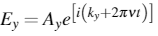 E_y = A_y e^{[i(k_y + 2πνt)]}